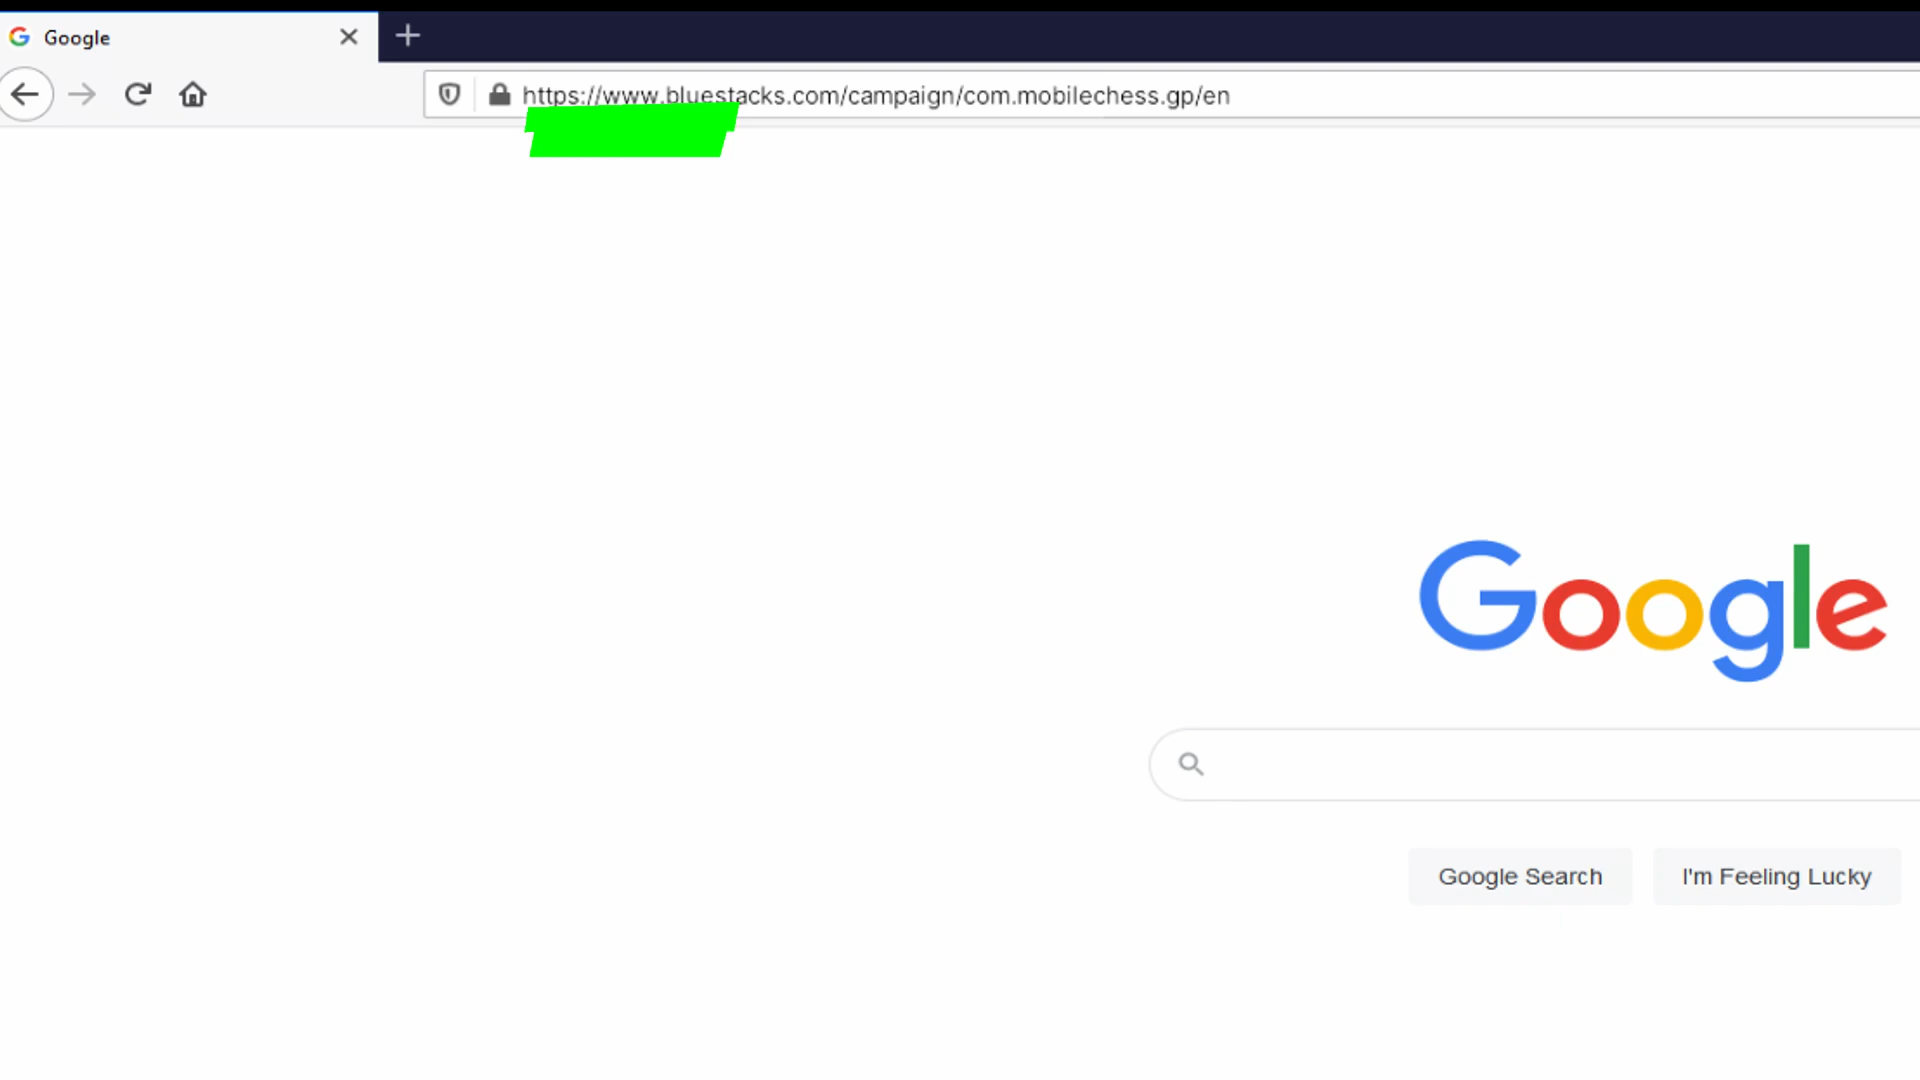 Google
https://www.bluestacks.com/campaign/com.mobilechess.gp/en
Google
Google Search
I'm Feeling Lucky